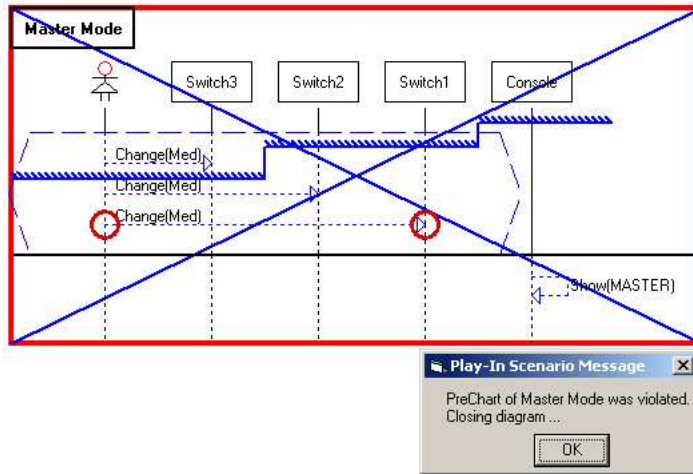 Master Mode
Switch3
Switch2
Switch1
Console
Change(Med)
Change(Med)
Change(Med)
Show(MASTER)
Play-In Scenario Message
PreChart of Master Mode was violated.
Closing diagram ...
OK